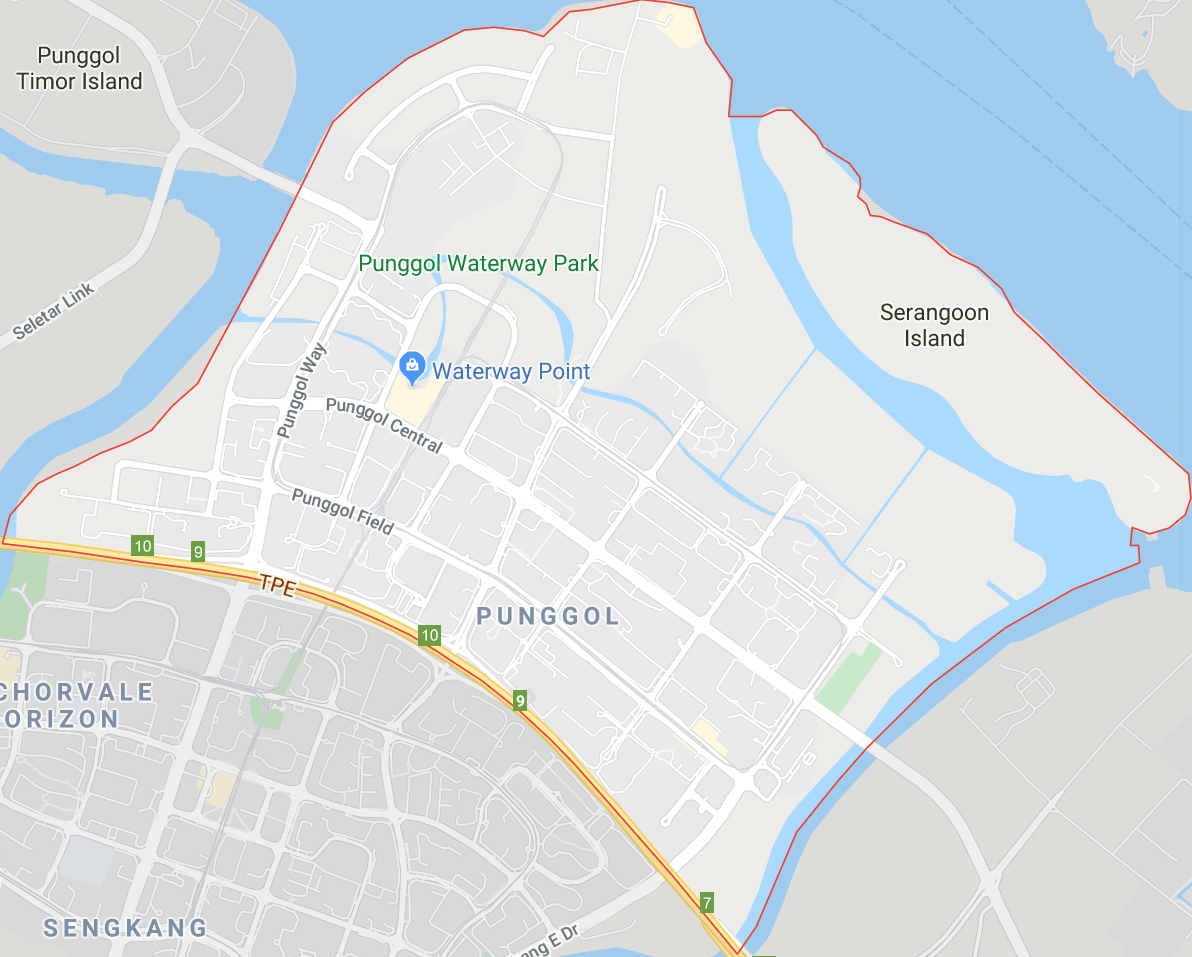 Punggol
Timor Island
Punggol Waterway Park
Seletar Link
Serangoon
Island
Punggol Way
Waterway Point
Punggol Central
Punggol Field
10
9
TPE
PUNGGOL
10
CHORVALE
ORIZON
9
7
SENGKANG
ang E Dr